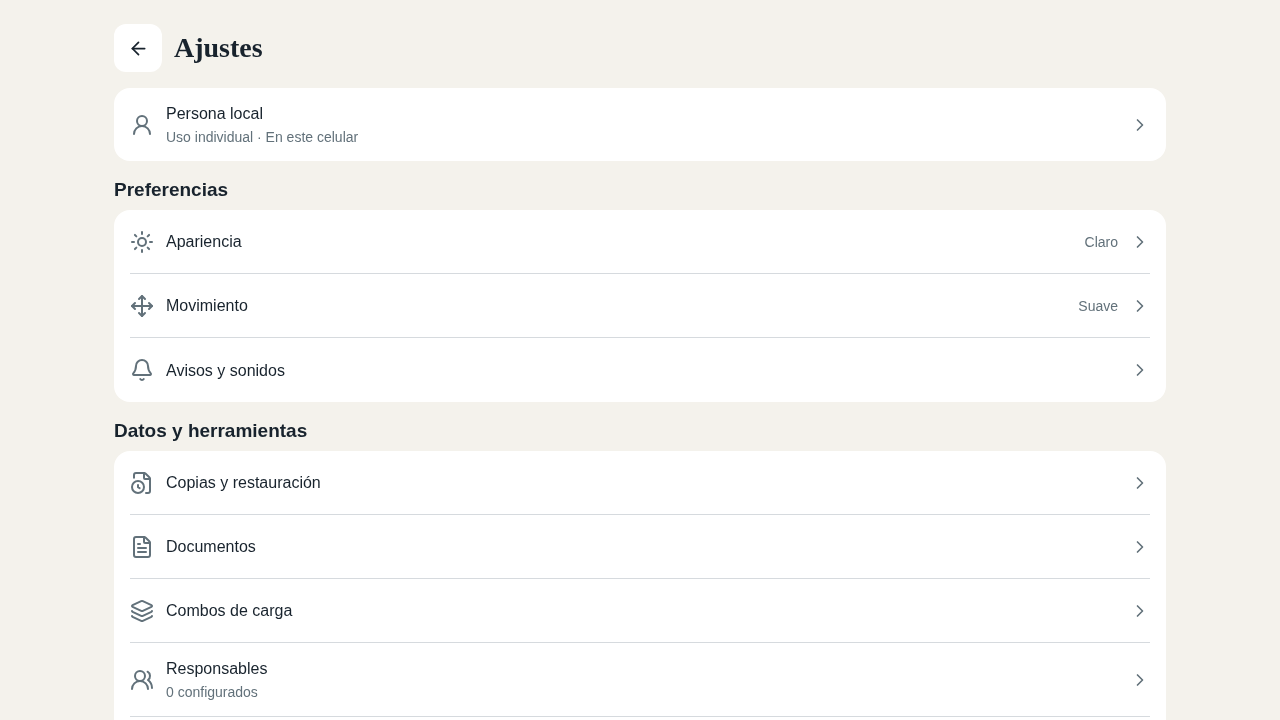 Ajustes
Persona local
Uso individual · En este celular
Preferencias
Apariencia
Claro
Movimiento
Suave
Avisos y sonidos
Datos y herramientas
Copias y restauración
Documentos
Combos de carga
Responsables
0 configurados